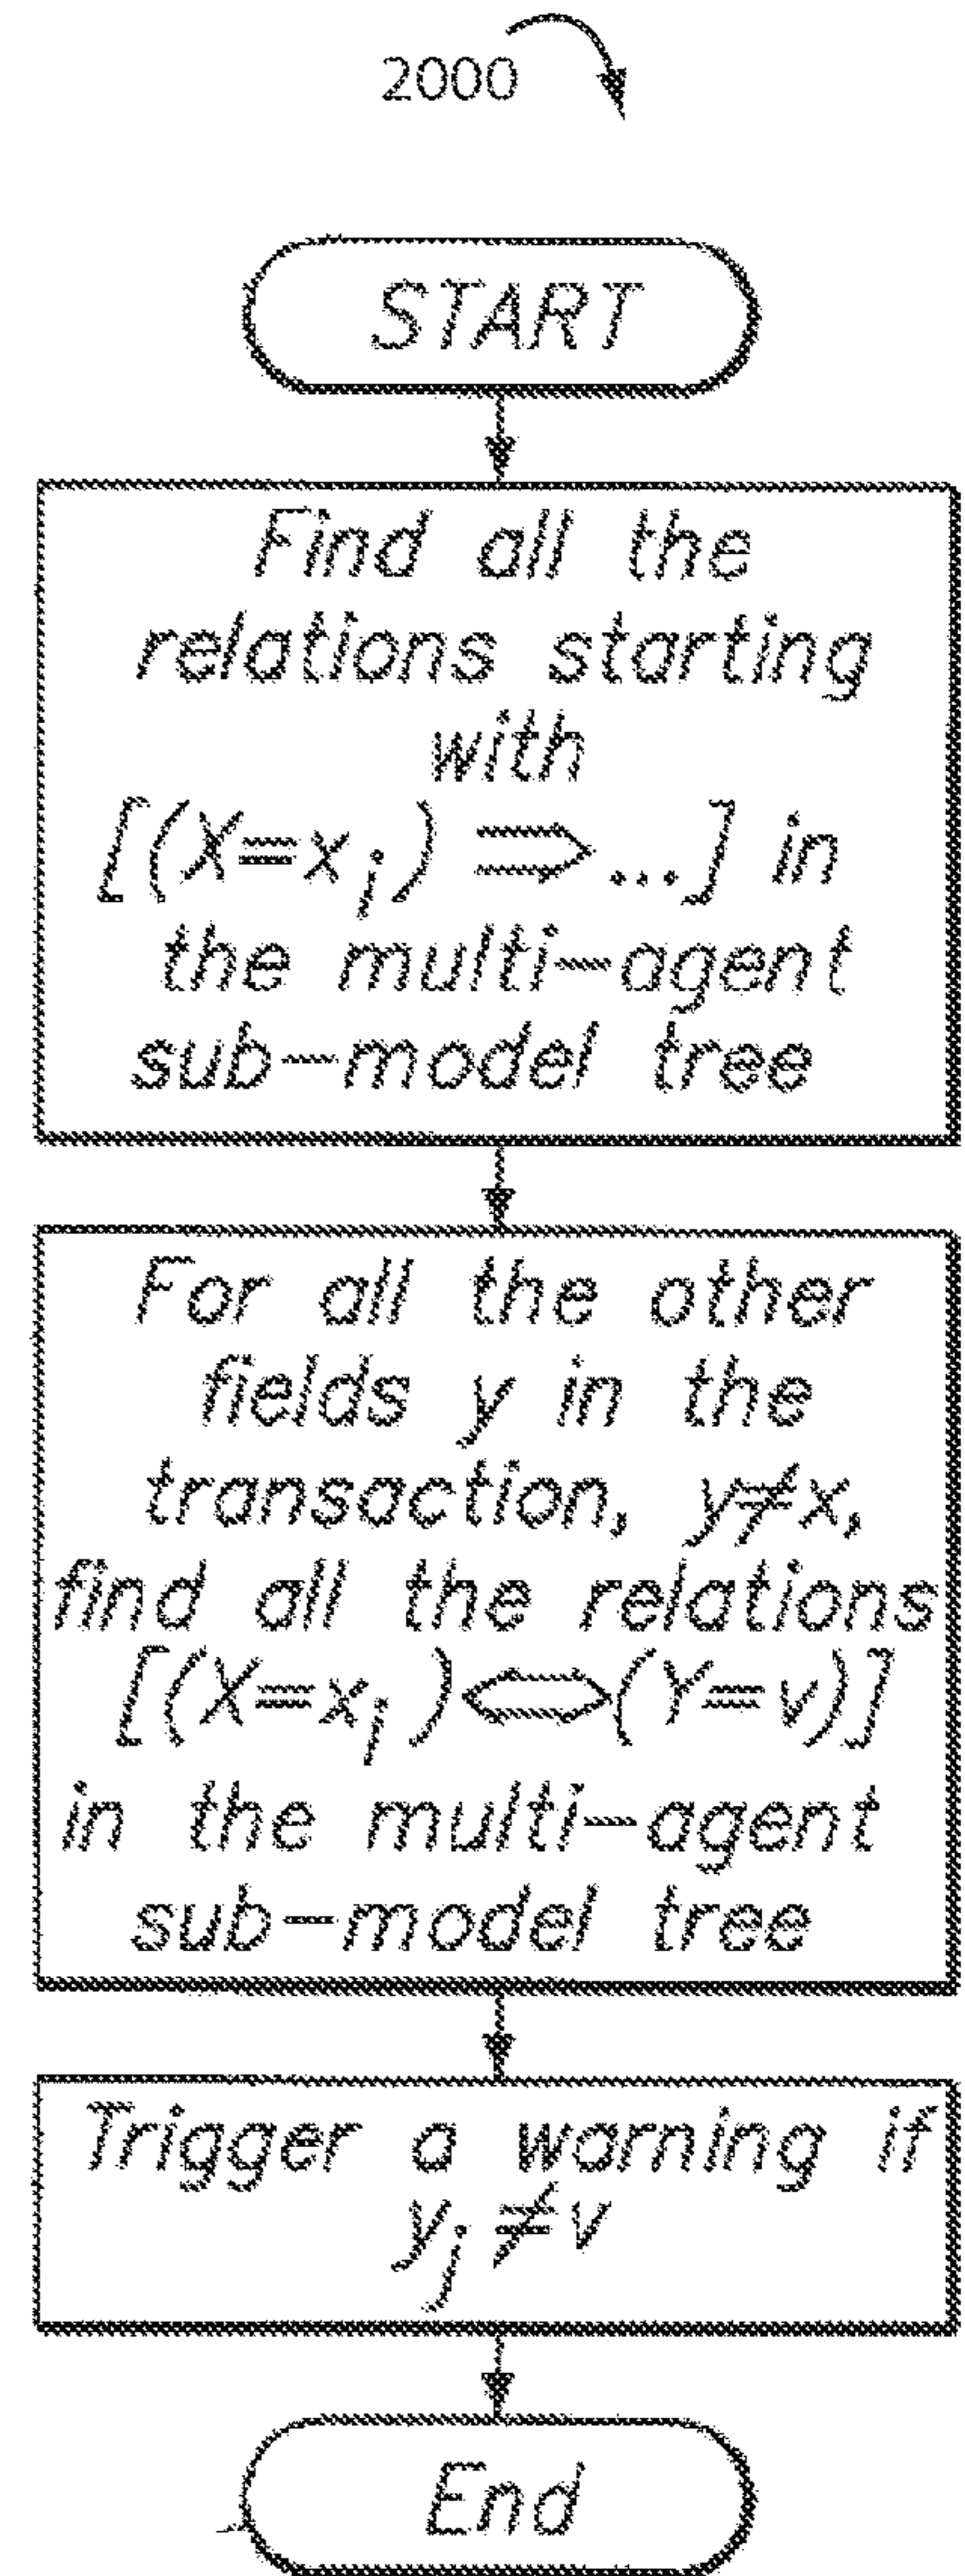 2000
START
Find all the
relations starting
with
[(X=x_i) ⇒...] in
the multi-agent
sub-model tree
For all the other
fields y in the
transaction, y≠x,
find all the relations
[(X=x_i)⇔(Y=v)]
in the multi-agent
sub-model tree
Trigger a warning if
y_j≠v
End